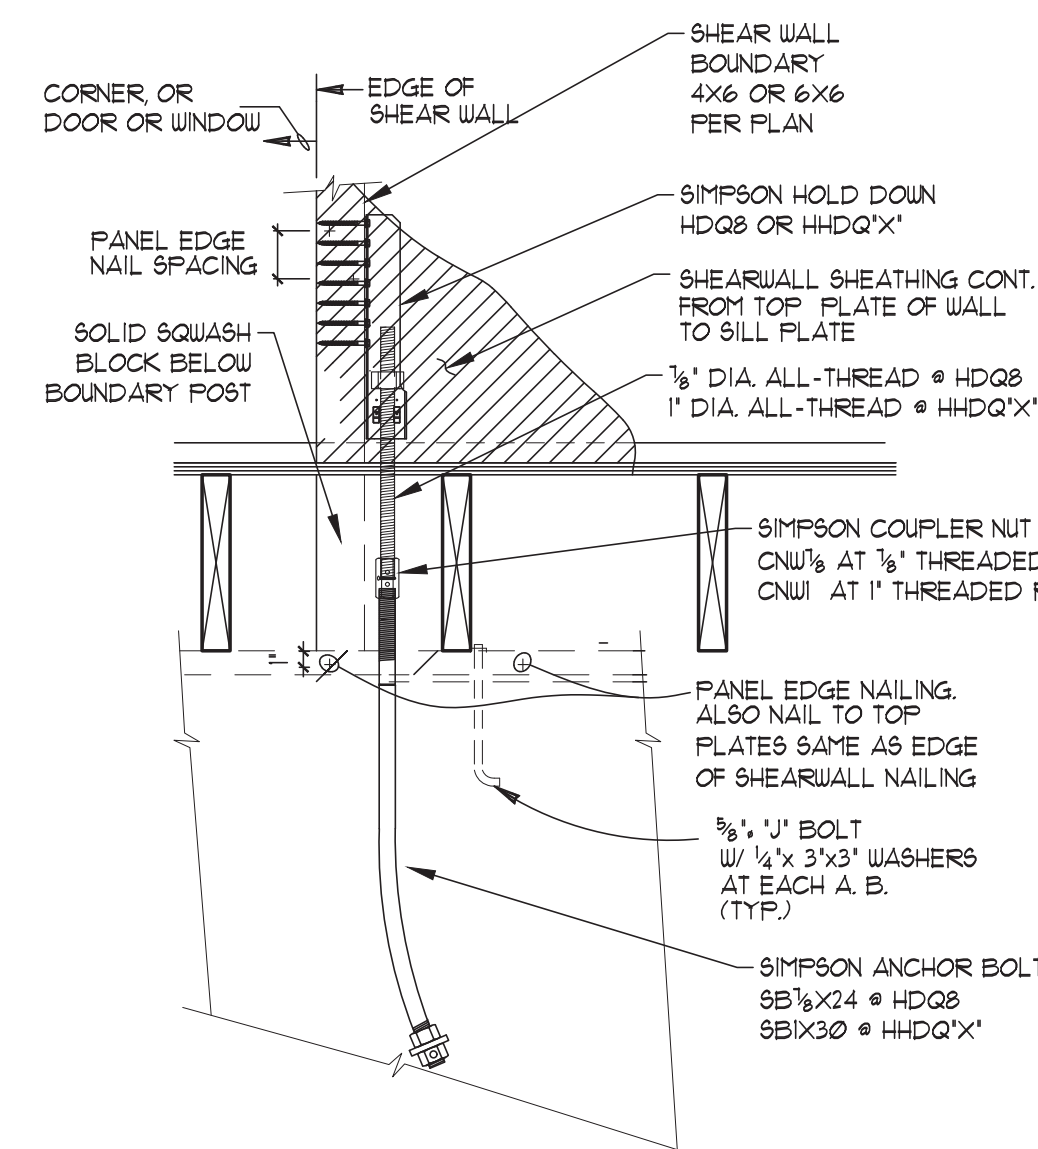 SHEAR WALL
BOUNDARY
4X6 OR 6X6
PER PLAN
EDGE OF
SHEAR WALL
CORNER, OR
DOOR OR WINDOW
SIMPSON HOLD DOWN
HDQ8 OR HHDQ"X"
PANEL EDGE
NAIL SPACING
SHEARWALL SHEATHING CONT.
FROM TOP PLATE OF WALL
TO SILL PLATE
SOLID SQWASH
BLOCK BELOW
BOUNDARY POST
7/8" DIA. ALL-THREAD @ HDQ8
1" DIA. ALL-THREAD @ HHDQ"X"
SIMPSON COUPLER NUT
CNW7/8 AT 7/8" THREADED
CNW1 AT 1" THREADED
1"
PANEL EDGE NAILING.
ALSO NAIL TO TOP
PLATES SAME AS EDGE
OF SHEARWALL NAILING
5/8"ø "J" BOLT
W/ 1/4"x 3"x3" WASHERS
AT EACH A. B.
(TYP.)
SIMPSON ANCHOR BOLT
SB7/8X24 @ HDQ8
SB1X30 @ HHDQ"X"